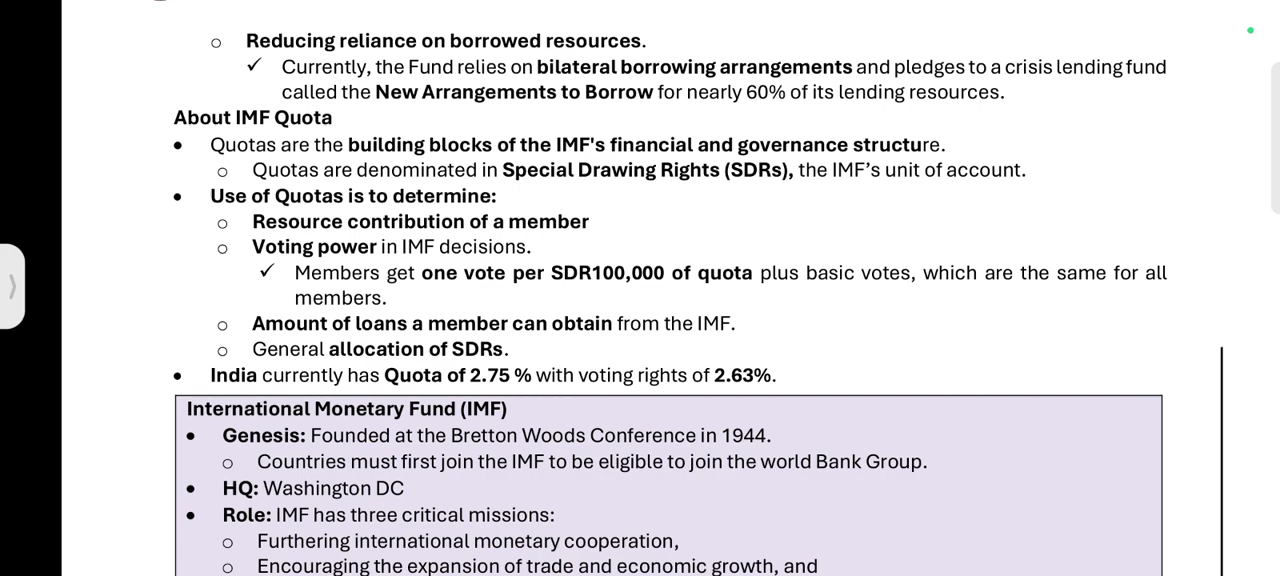 ○ Reducing reliance on borrowed resources.
✓ Currently, the Fund relies on bilateral borrowing arrangements and pledges to a crisis lending fund
called the New Arrangements to Borrow for nearly 60% of its lending resources.
About IMF Quota
• Quotas are the building blocks of the IMF's financial and governance structure.
○ Quotas are denominated in Special Drawing Rights (SDRs), the IMF’s unit of account.
• Use of Quotas is to determine:
○ Resource contribution of a member
○ Voting power in IMF decisions.
✓ Members get one vote per SDR100,000 of quota plus basic votes, which are the same for all
members.
○ Amount of loans a member can obtain from the IMF.
○ General allocation of SDRs.
• India currently has Quota of 2.75 % with voting rights of 2.63%.
International Monetary Fund (IMF)
• Genesis: Founded at the Bretton Woods Conference in 1944.
○ Countries must first join the IMF to be eligible to join the world Bank Group.
• HQ: Washington DC
• Role: IMF has three critical missions:
○ Furthering international monetary cooperation,
○ Encouraging the expansion of trade and economic growth, and